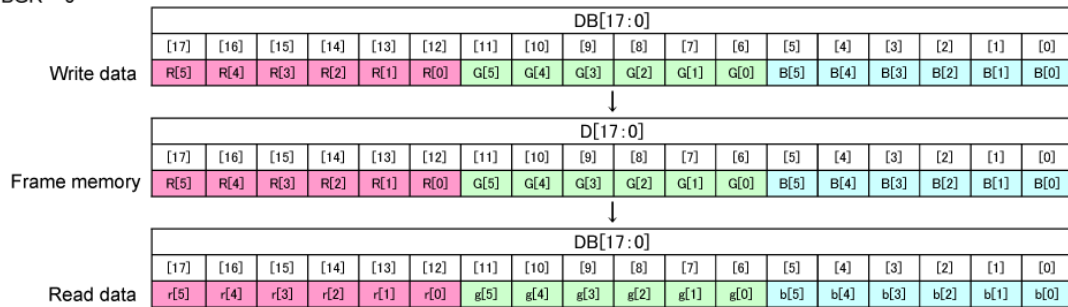 DB[17:0]
[17] [16] [15] [14] [13] [12] [11] [10] [9] [8] [7] [6] [5] [4] [3] [2] [1] [0]
Write data R[5] R[4] R[3] R[2] R[1] R[0] G[5] G[4] G[3] G[2] G[1] G[0] B[5] B[4] B[3] B[2] B[1] B[0]
↓
D[17:0]
[17] [16] [15] [14] [13] [12] [11] [10] [9] [8] [7] [6] [5] [4] [3] [2] [1] [0]
Frame memory R[5] R[4] R[3] R[2] R[1] R[0] G[5] G[4] G[3] G[2] G[1] G[0] B[5] B[4] B[3] B[2] B[1] B[0]
↓
DB[17:0]
[17] [16] [15] [14] [13] [12] [11] [10] [9] [8] [7] [6] [5] [4] [3] [2] [1] [0]
Read data r[5] r[4] r[3] r[2] r[1] r[0] g[5] g[4] g[3] g[2] g[1] g[0] b[5] b[4] b[3] b[2] b[1] b[0]